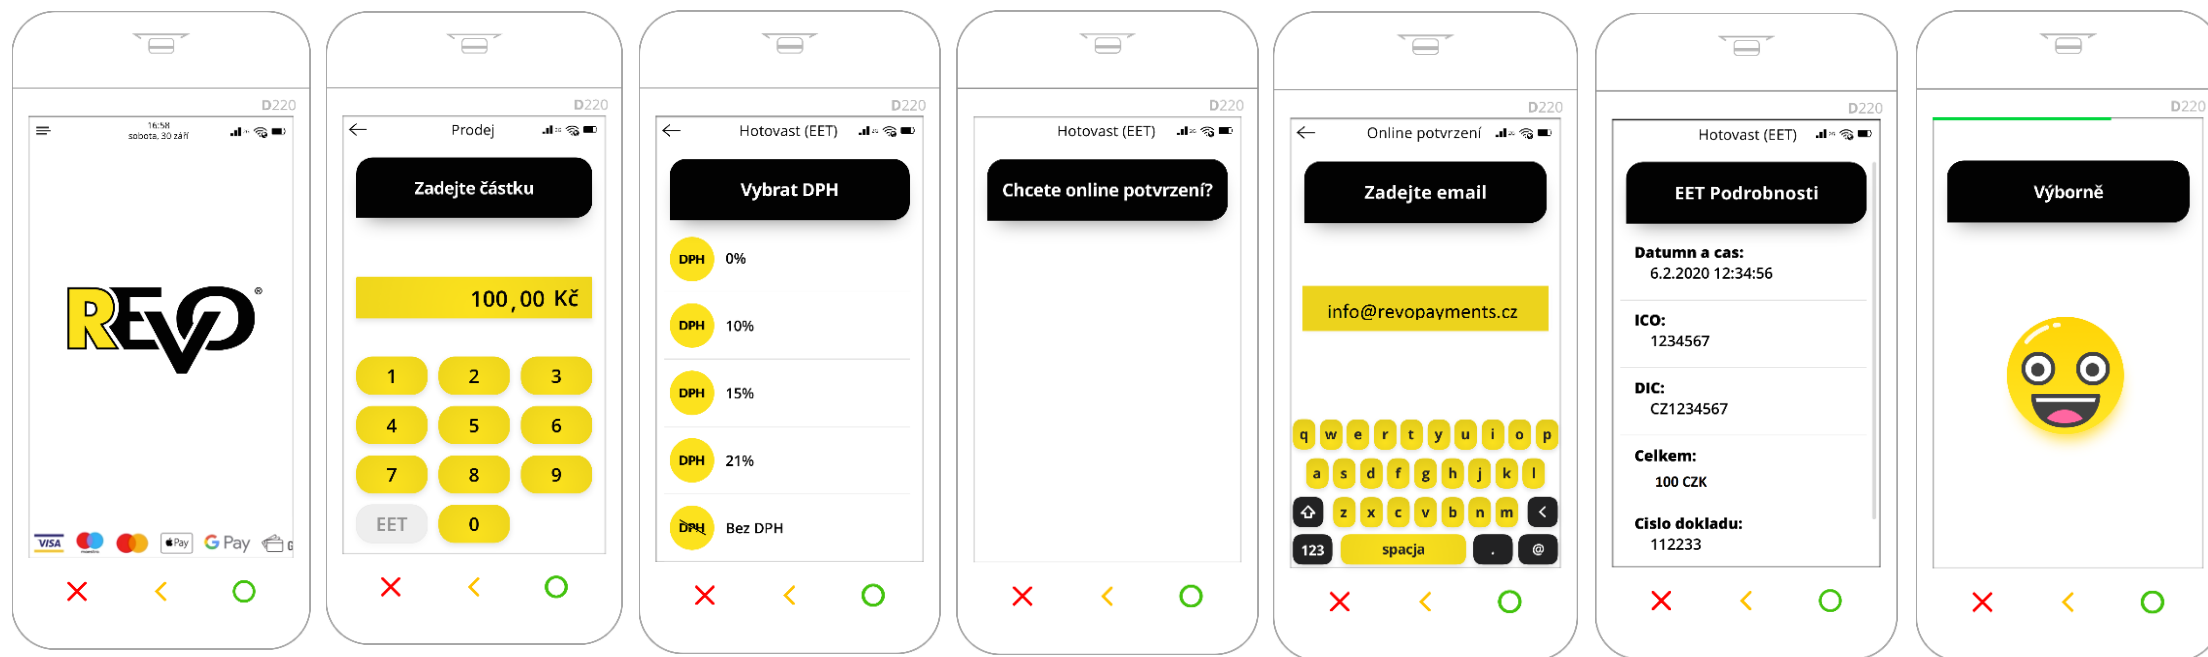 D220
16:58
sobota, 30 září
REVO®
VISA
Pay
G Pay
D220
Prodej
Zadejte částku
100,00 Kč
1 2 3
4 5 6
7 8 9
EET 0
D220
Hotovast (EET)
Vybrat DPH
DPH 0%
DPH 10%
DPH 15%
DPH 21%
DPH Bez DPH
D220
Hotovast (EET)
Chcete online potvrzení?
D220
Online potvrzení
Zadejte email
info@revopayments.cz
q w e r t y u i o p
a s d f g h j k l
z x c v b n m
123 spacja . @
D220
Hotovast (EET)
EET Podrobnosti
Datumn a cas:
6.2.2020 12:34:56
ICO:
1234567
DIC:
CZ1234567
Celkem:
100 CZK
Cislo dokladu:
112233
D220
Výborně